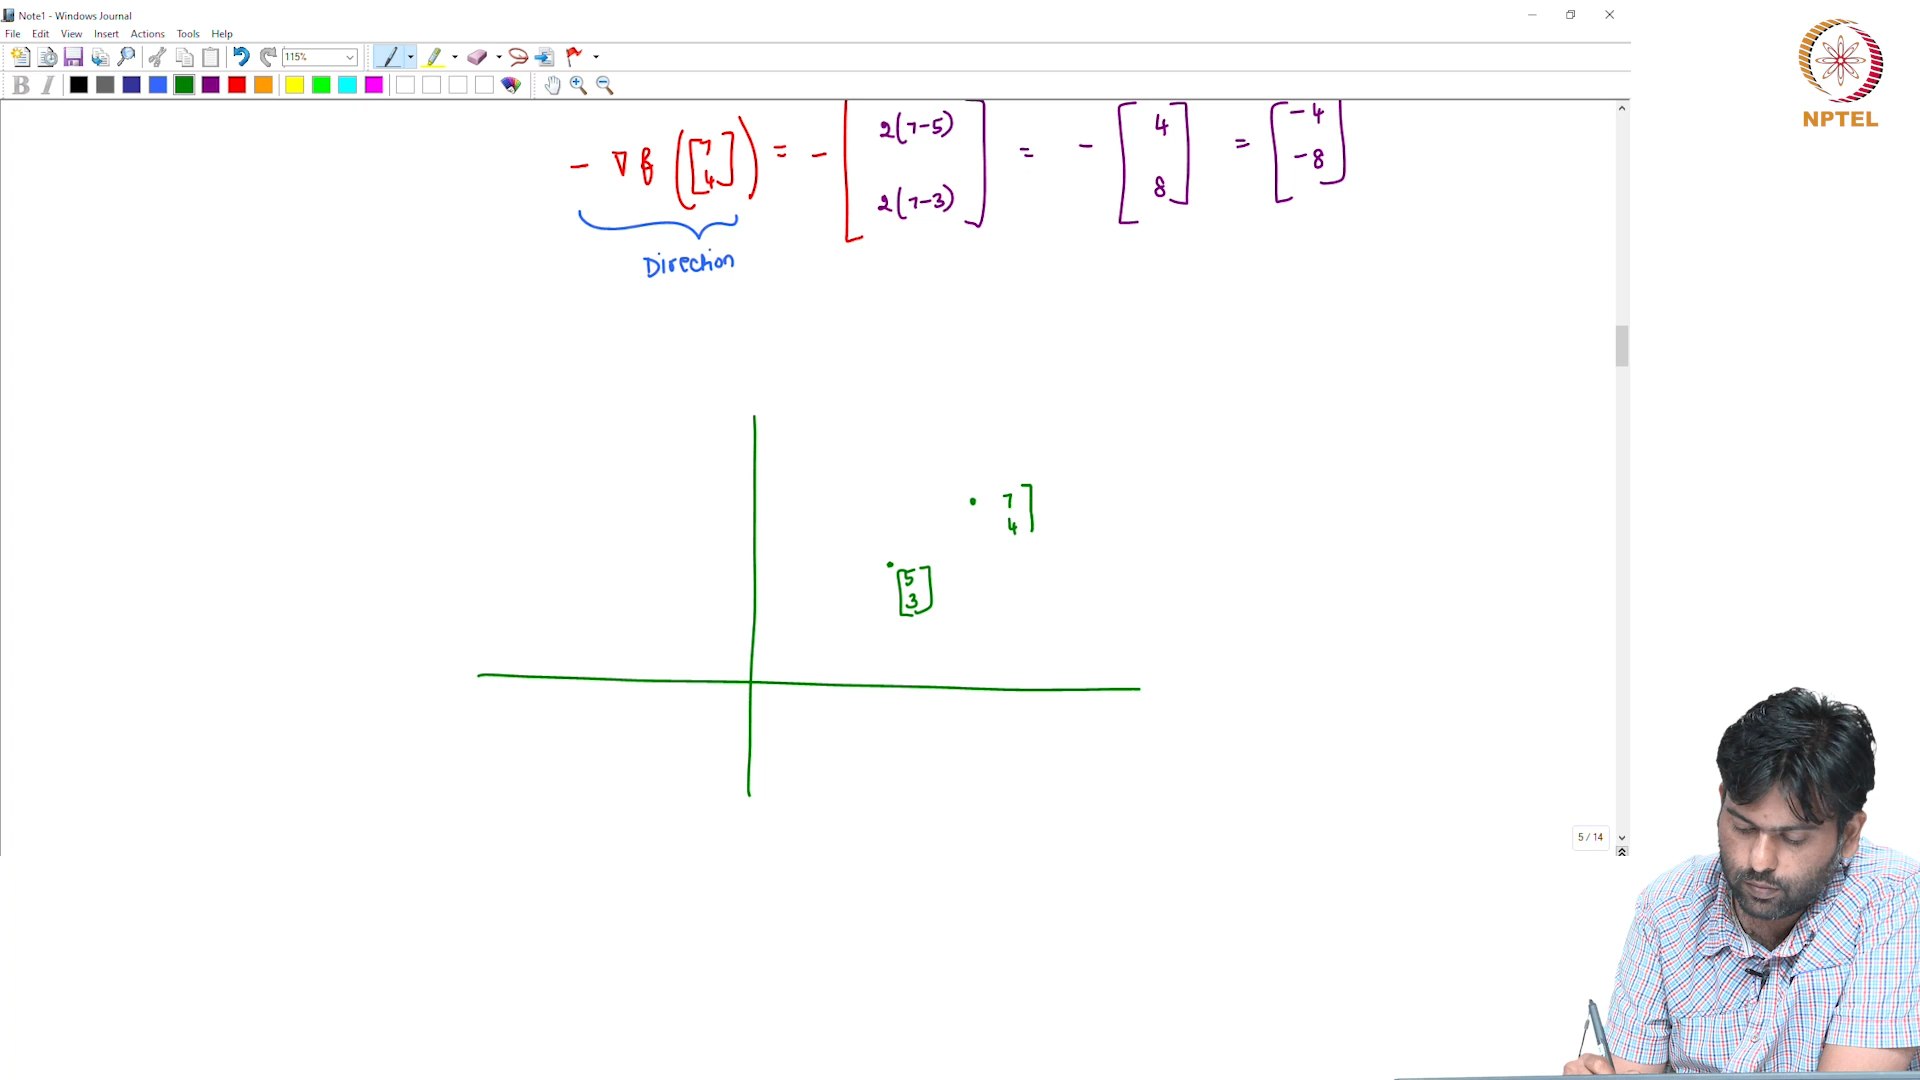 Note1 - Windows Journal
File Edit View Insert Actions Tools Help
115%
B I
NPTEL
- ∇f ([7 4]) = - [2(7-5) 2(7-3)] = - [4 8] = [-4 -8]
Direction
7
4]
[5
3]
5 / 14